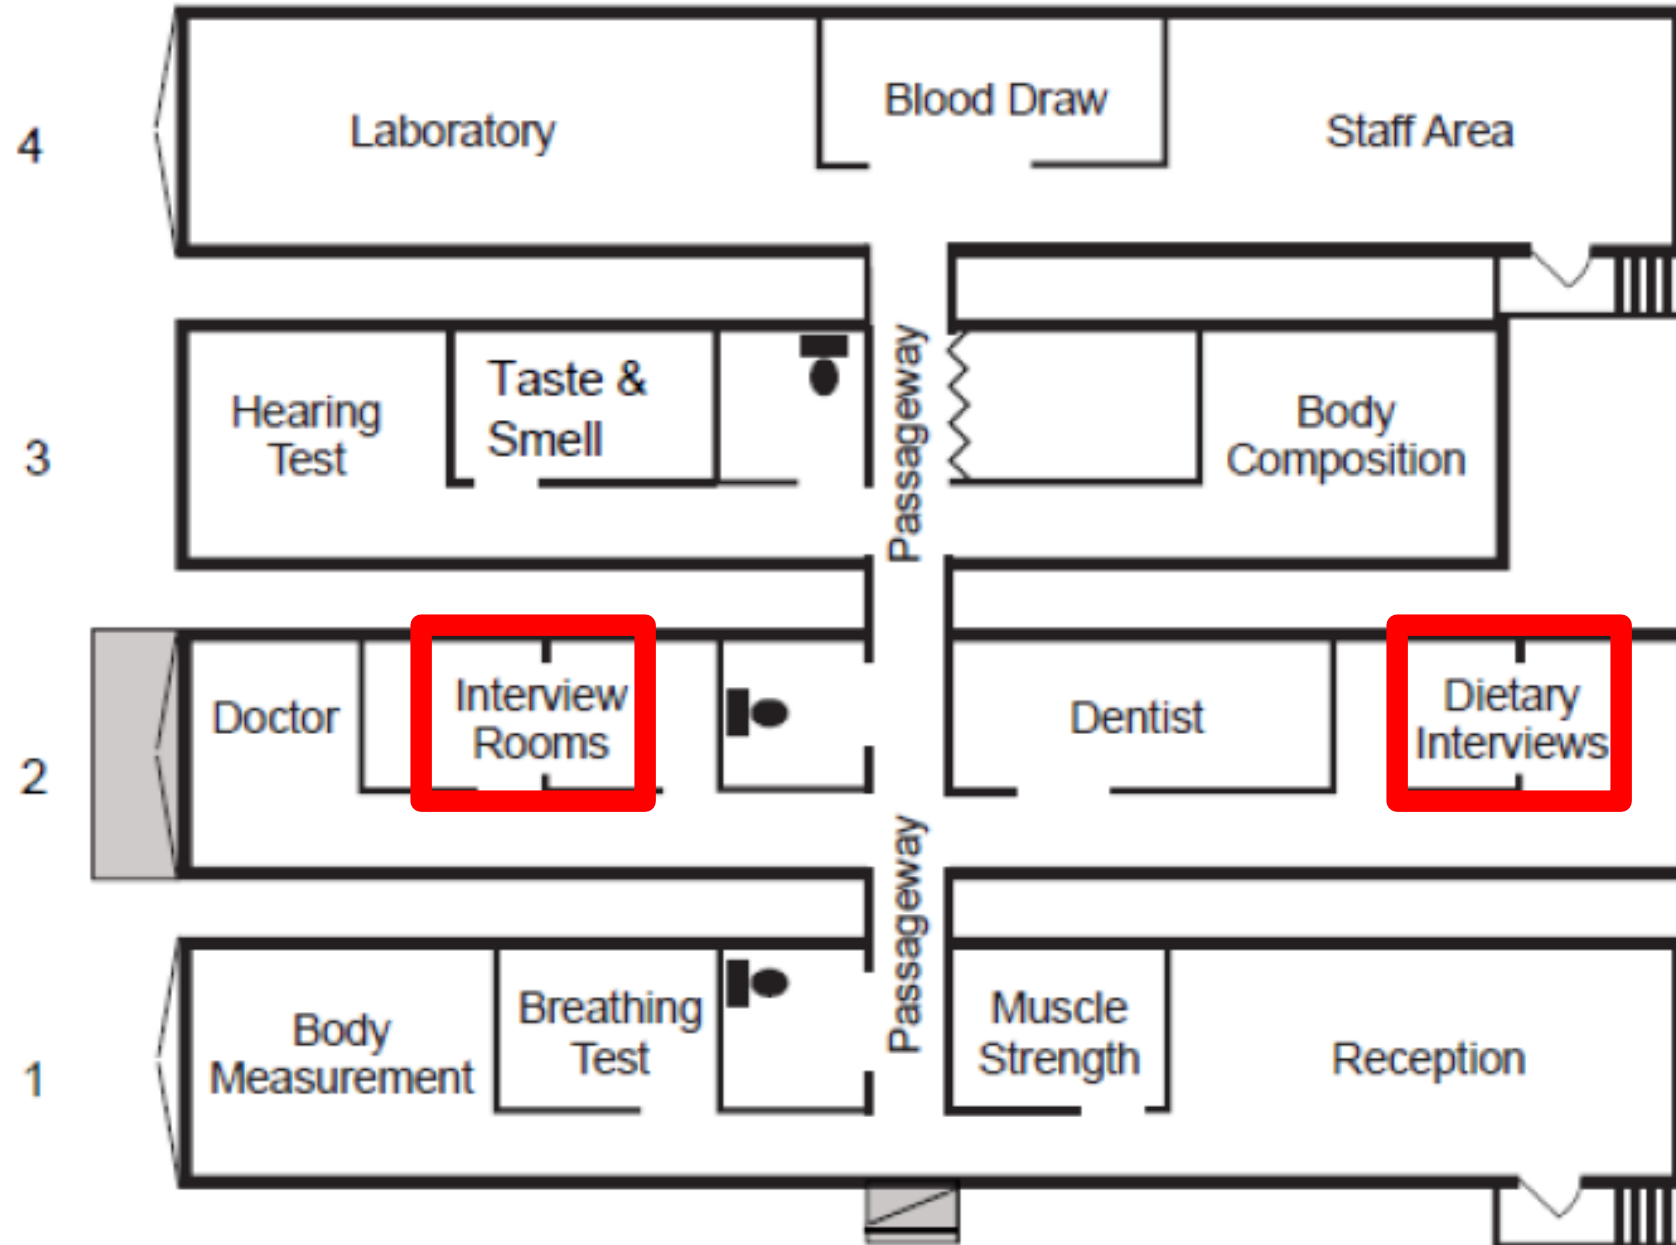 4
Laboratory
Blood Draw
Staff Area
3
Hearing
Test
Taste &
Smell
Passageway
Body
Composition
2
Doctor
Interview
Rooms
Dentist
Dietary
Interviews
1
Body
Measurement
Breathing
Test
Passageway
Muscle
Strength
Reception